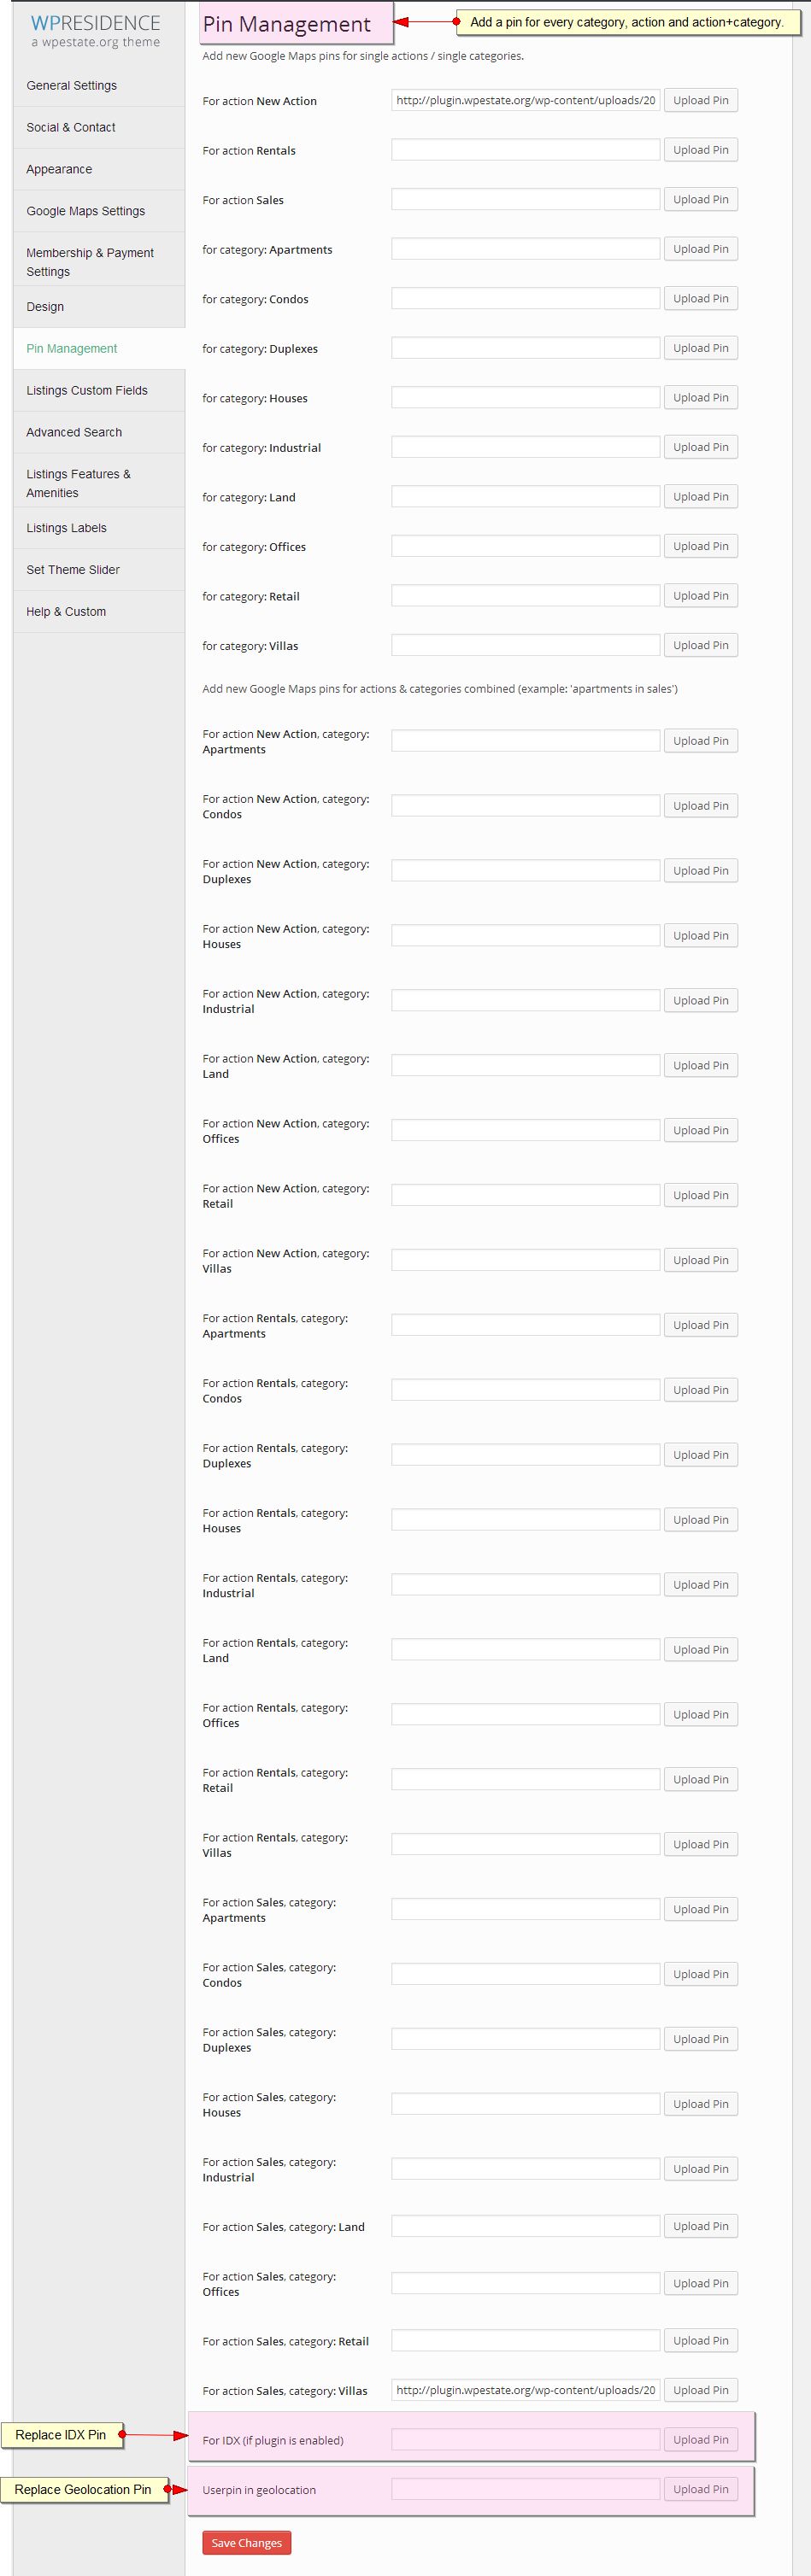 WPRESIDENCE
a wpestate.org theme
General Settings
Social & Contact
Appearance
Google Maps Settings
Membership & Payment
Settings
Design
Pin Management
Listings Custom Fields
Advanced Search
Listings Features &
Amenities
Listings Labels
Set Theme Slider
Help & Custom
Pin Management
Add a pin for every category, action and action+category.
Add new Google Maps pins for single actions / single categories.
For action New Action http://plugin.wpestate.org/wp-content/uploads/20 Upload Pin
For action Rentals Upload Pin
For action Sales Upload Pin
for category: Apartments Upload Pin
for category: Condos Upload Pin
for category: Duplexes Upload Pin
for category: Houses Upload Pin
for category: Industrial Upload Pin
for category: Land Upload Pin
for category: Offices Upload Pin
for category: Retail Upload Pin
for category: Villas Upload Pin
Add new Google Maps pins for actions & categories combined (example: 'apartments in sales')
For action New Action, category:
Apartments
Upload Pin
For action New Action, category:
Condos
Upload Pin
For action New Action, category:
Duplexes
Upload Pin
For action New Action, category:
Houses
Upload Pin
For action New Action, category:
Industrial
Upload Pin
For action New Action, category:
Land
Upload Pin
For action New Action, category:
Offices
Upload Pin
For action New Action, category:
Retail
Upload Pin
For action New Action, category:
Villas
Upload Pin
For action Rentals, category:
Apartments
Upload Pin
For action Rentals, category:
Condos
Upload Pin
For action Rentals, category:
Duplexes
Upload Pin
For action Rentals, category:
Houses
Upload Pin
For action Rentals, category:
Industrial
Upload Pin
For action Rentals, category:
Land
Upload Pin
For action Rentals, category:
Offices
Upload Pin
For action Rentals, category:
Retail
Upload Pin
For action Rentals, category:
Villas
Upload Pin
For action Sales, category:
Apartments
Upload Pin
For action Sales, category:
Condos
Upload Pin
For action Sales, category:
Duplexes
Upload Pin
For action Sales, category:
Houses
Upload Pin
For action Sales, category:
Industrial
Upload Pin
For action Sales, category: Land Upload Pin
For action Sales, category:
Offices
Upload Pin
For action Sales, category: Retail Upload Pin
For action Sales, category: Villas http://plugin.wpestate.org/wp-content/uploads/20 Upload Pin
Replace IDX Pin
For IDX (if plugin is enabled) Upload Pin
Replace Geolocation Pin
Userpin in geolocation Upload Pin
Save Changes